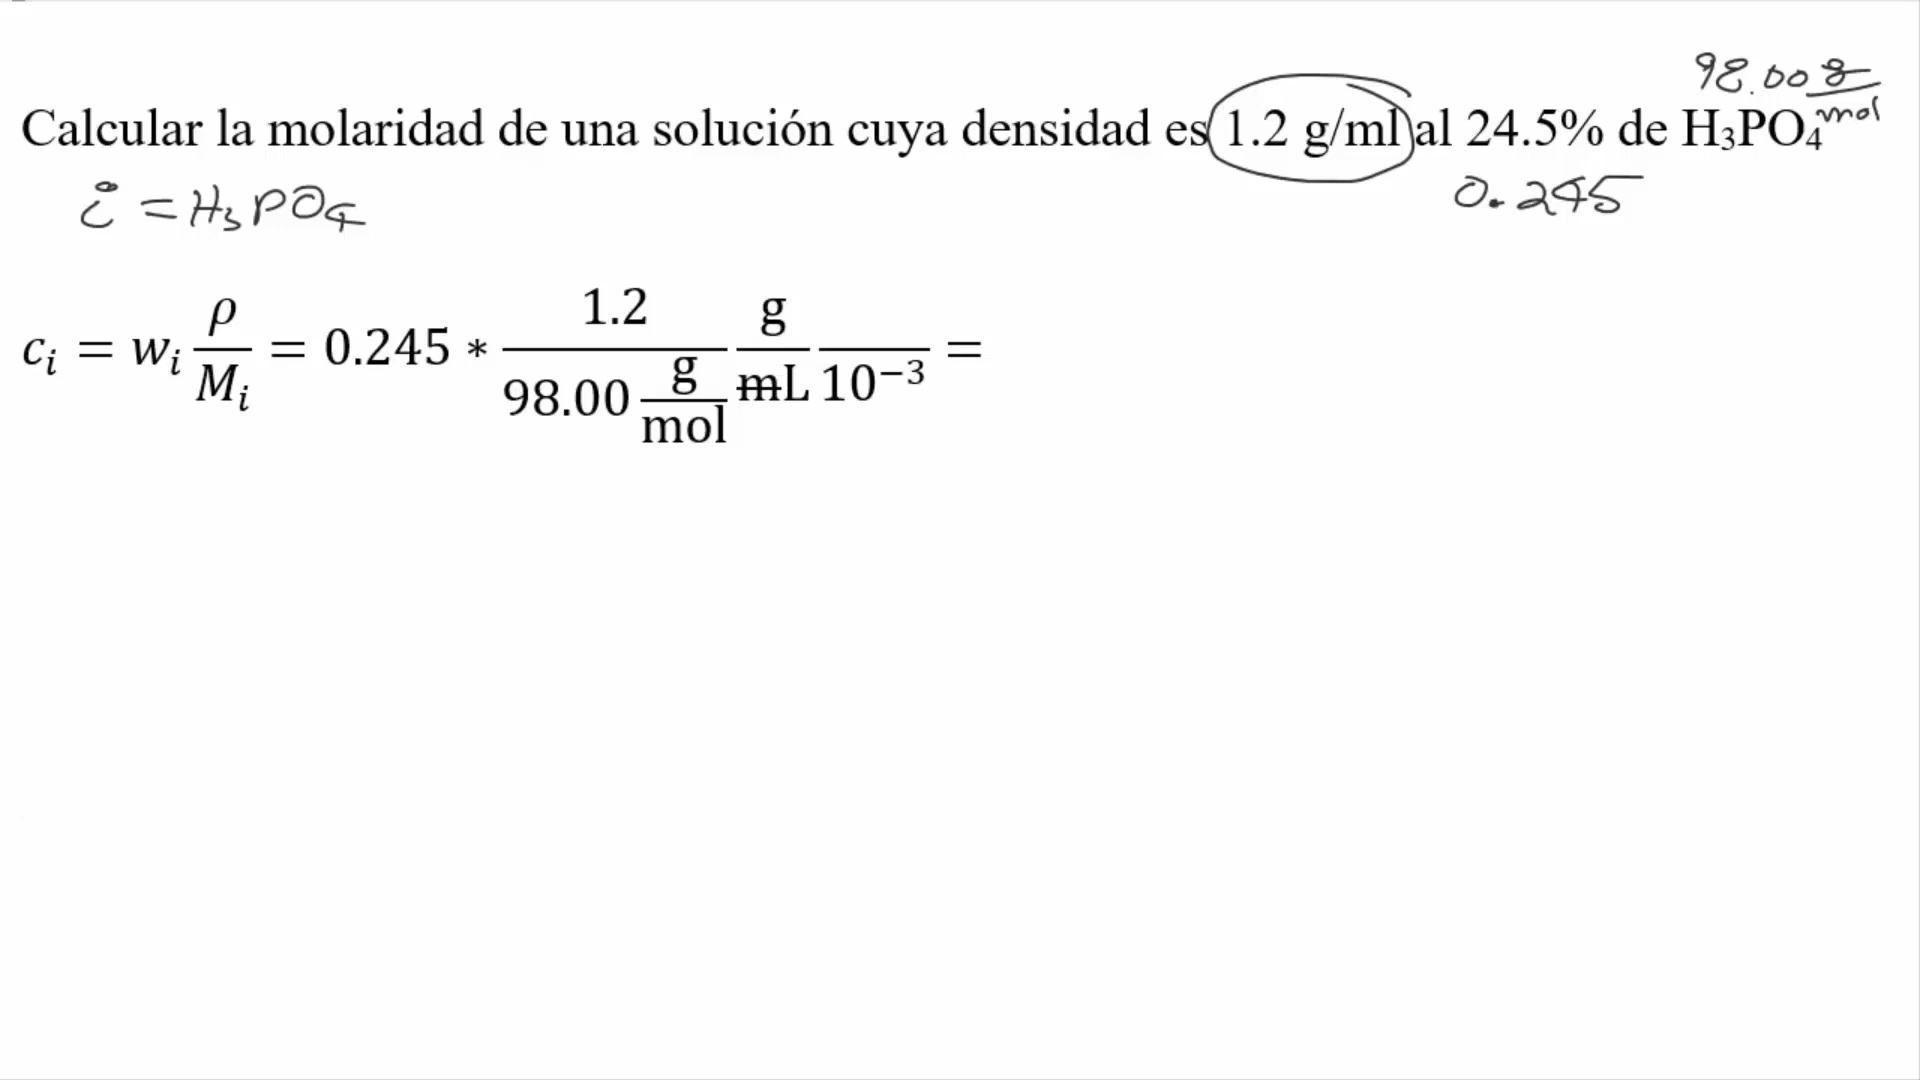 98.00 g/mol
Calcular la molaridad de una solución cuya densidad es 1.2 g/ml al 24.5% de H₃PO₄
i = H₃PO₄
0.245
cᵢ = wᵢ ρ/Mᵢ = 0.245 * 1.2/(98.00 g/mol) g/(mL) 1/10⁻³ =